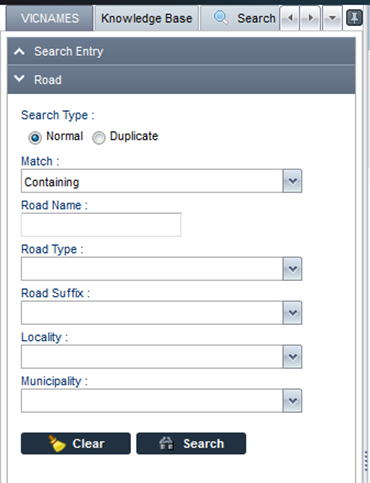 VICNAMES Knowledge Base Search
Search Entry
Road
Search Type :
Normal Duplicate
Match :
Containing
Road Name :
Road Type :
Road Suffix :
Locality :
Municipality :
Clear Search